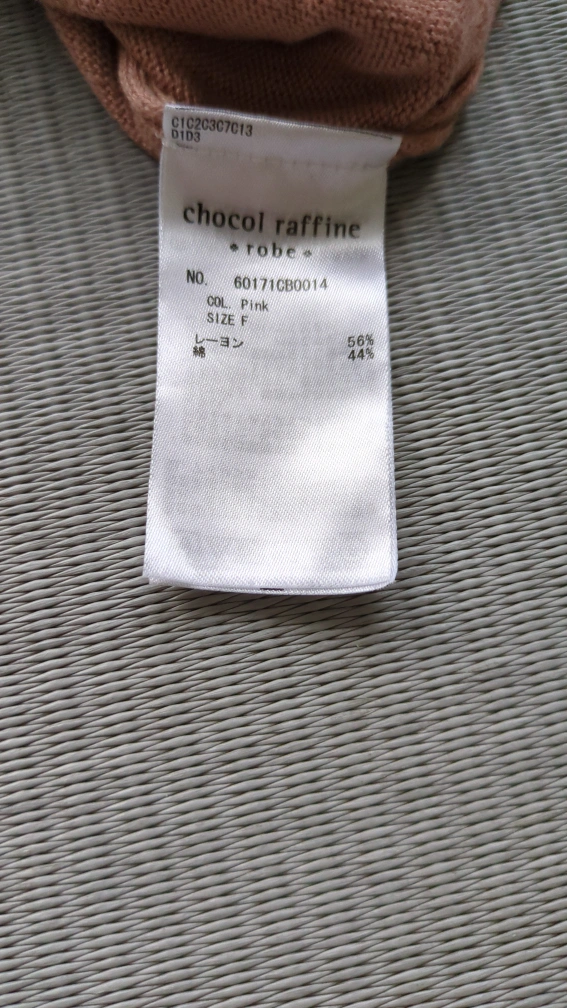 C1C2C3C7C13
D1D3
chocol raffine
robe
NO. 60171CB0014
COL. Pink
SIZE F
レーヨン 56%
綿 44%